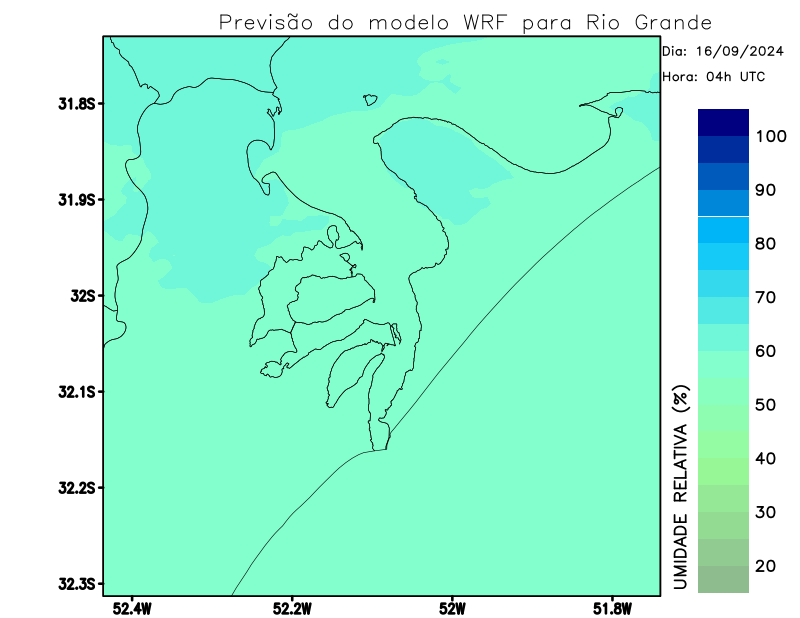 Previsão do modelo WRF para Rio Grande
Dia: 16/09/2024
Hora: 04h UTC
31.8S
31.9S
32S
32.1S
32.2S
32.3S
52.4W
52.2W
52W
51.8W
100
90
80
70
60
50
40
30
20
UMIDADE RELATIVA (%)